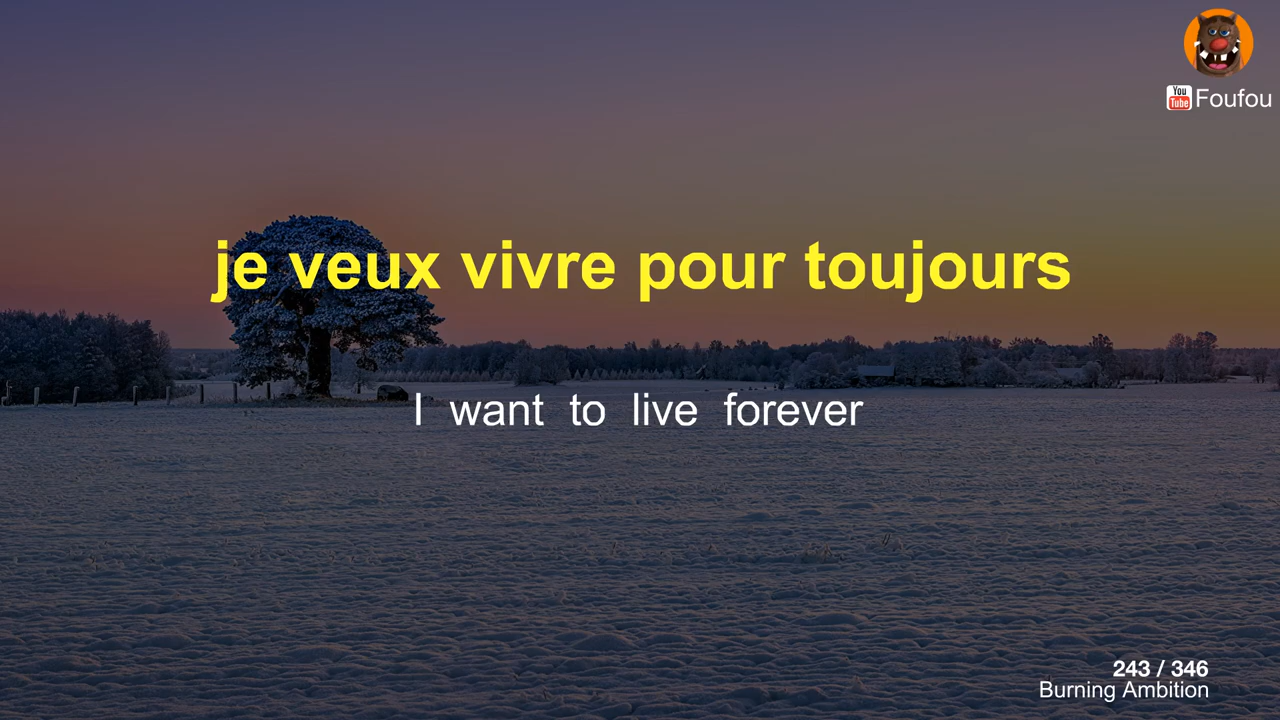 You
Tube
Foufou
je veux vivre pour toujours
I want to live forever
243 / 346
Burning Ambition